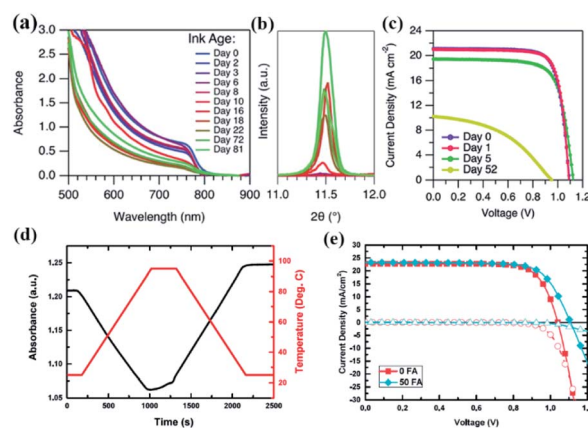 (a)
3.0
2.5
2.0
1.5
1.0
0.5
0.0
Absorbance
500
600
700
800
900
Wavelength (nm)
Ink Age:
Day 0
Day 2
Day 3
Day 6
Day 8
Day 10
Day 16
Day 18
Day 22
Day 72
Day 81
(b)
Intensity (a.u.)
11.0
11.5
12.0
2θ (°)
(c)
24
20
16
12
8
4
0
Current Density (mA cm⁻²)
0.0
0.2
0.4
0.6
0.8
1.0
1.2
Voltage (V)
Day 0
Day 1
Day 5
Day 52
(d)
1,25
1,20
1,15
1,10
1,05
Absorbance (a.u.)
0
500
1000
1500
2000
2500
Time (s)
80
60
40
20
Temperature (Deg. C)
(e)
30
25
20
15
10
5
0
-5
-10
-15
-20
-25
-30
Current Density (mA/cm²)
0,0
0,2
0,4
0,6
0,8
1,0
1,2
Voltage (V)
0 FA
50 FA